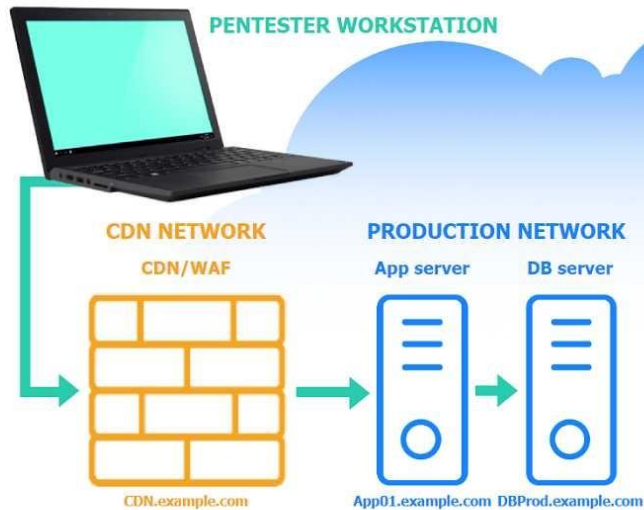 PENTESTER WORKSTATION
CDN NETWORK
PRODUCTION NETWORK
CDN/WAF
App server
DB server
CDN.example.com
App01.example.com
DBProd.example.com